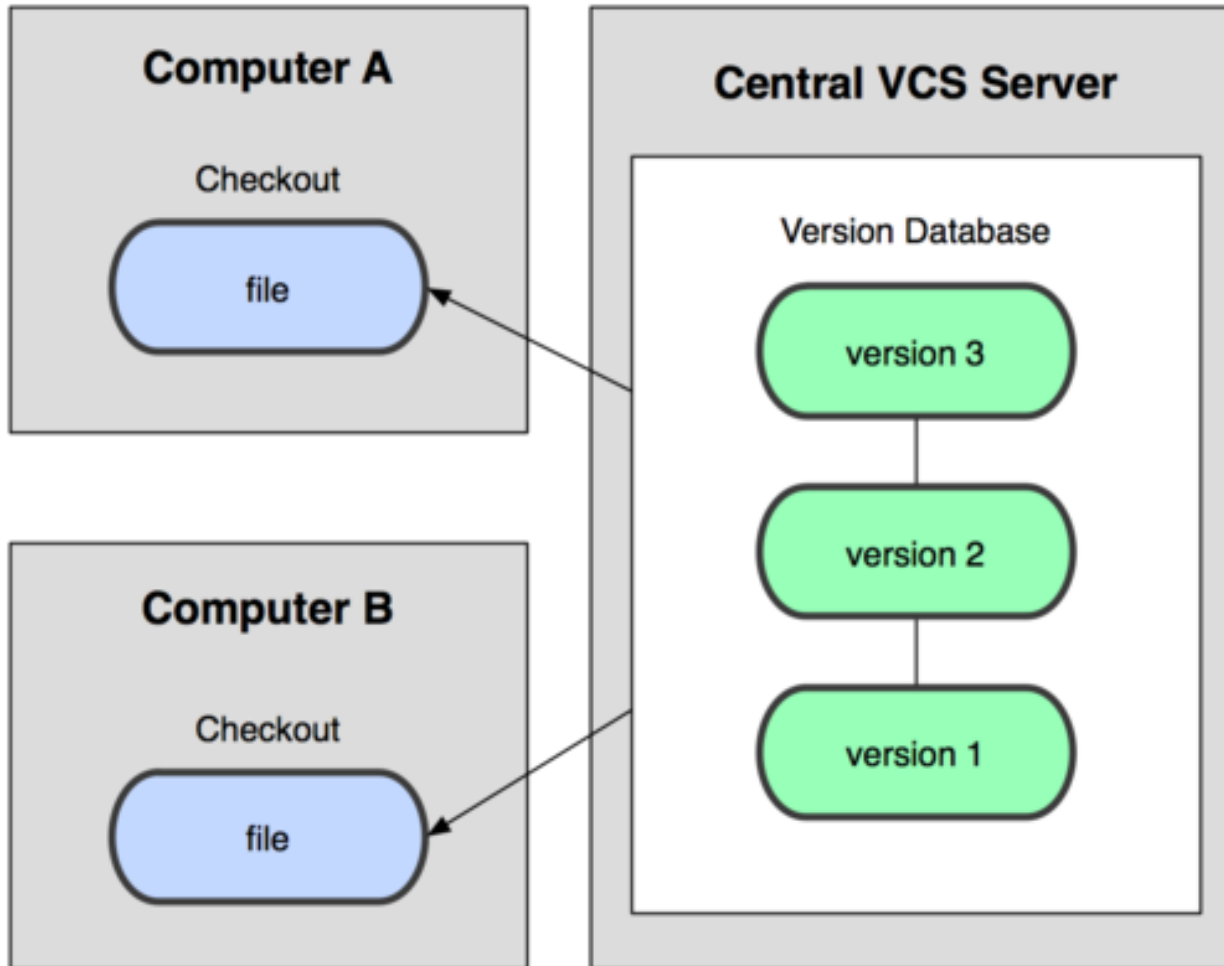 Computer A
Checkout
file
Computer B
Checkout
file
Central VCS Server
Version Database
version 3
version 2
version 1